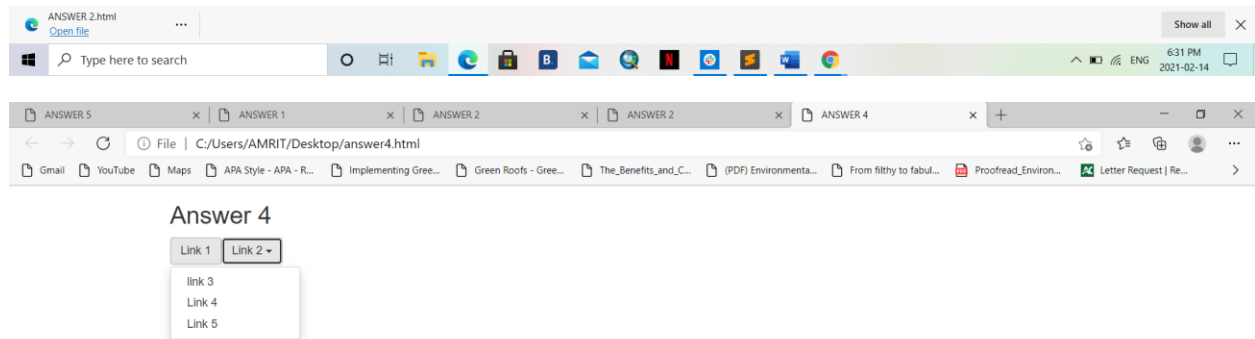 ANSWER 2.html
Open file
...
Show all
Type here to search
B.
N
W
ENG
6:31 PM
2021-02-14
ANSWER 5
ANSWER 1
ANSWER 2
ANSWER 2
ANSWER 4
File | C:/Users/AMRIT/Desktop/answer4.html
Gmail YouTube Maps APA Style - APA - R... Implementing Gree... Green Roofs - Gree... The_Benefits_and_C... (PDF) Environmenta... From filthy to fabul... Proofread_Environ... Letter Request | Re...
Answer 4
Link 1 Link 2
link 3
Link 4
Link 5